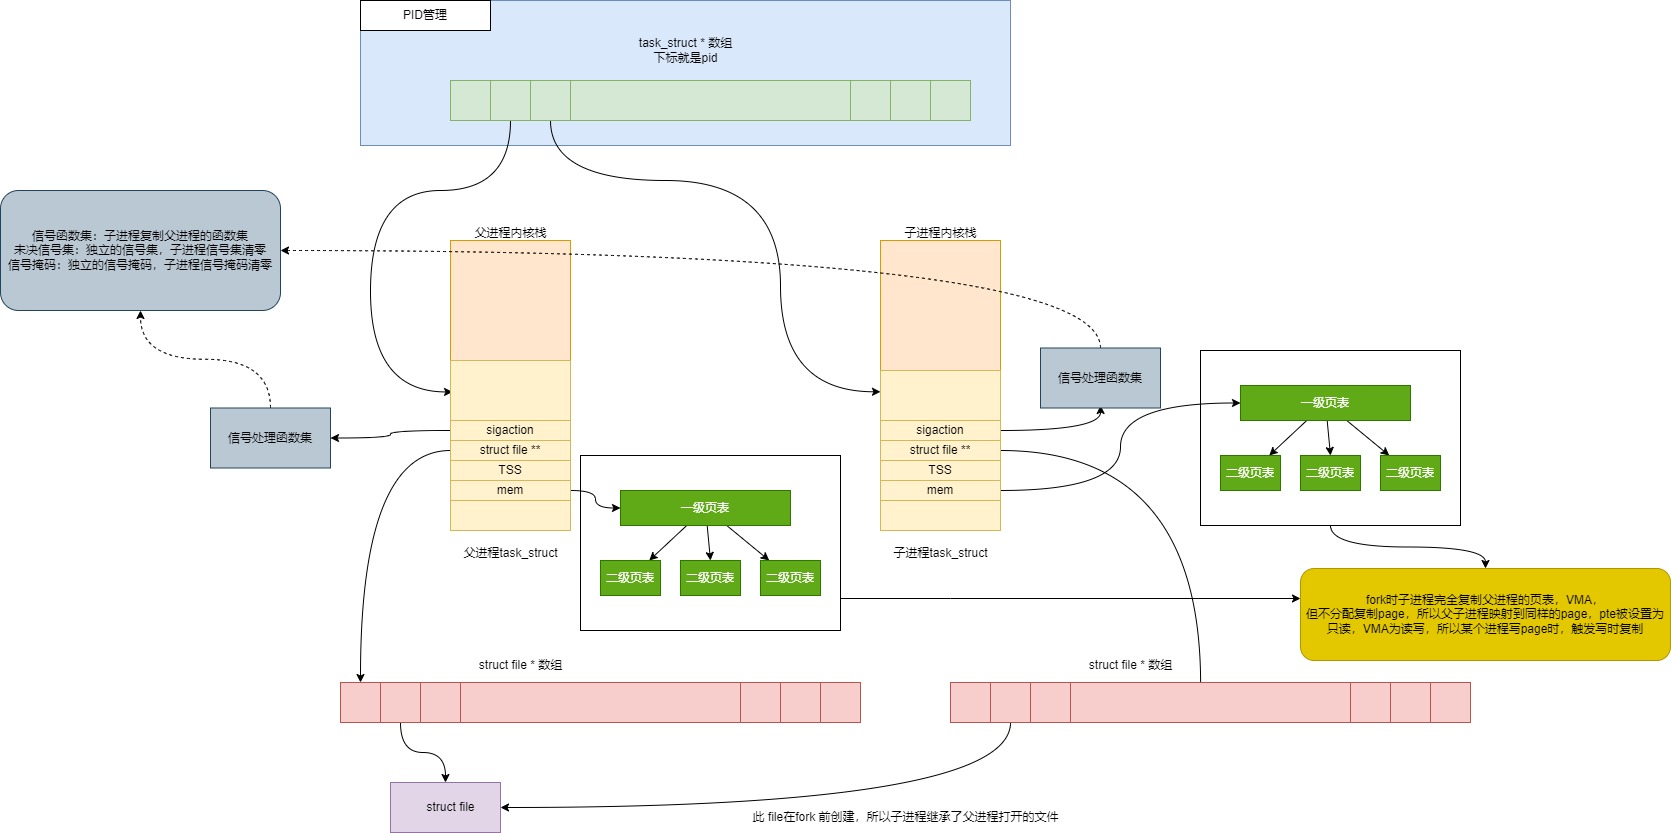 PID管理
task_struct * 数组
下标就是pid
信号函数集：子进程复制父进程的函数集
未决信号集：独立的信号集，子进程信号集清零
信号掩码：独立的信号掩码，子进程信号掩码清零
父进程内核栈
子进程内核栈
信号处理函数集
一级页表
信号处理函数集
sigaction
struct file **
TSS
mem
sigaction
struct file **
TSS
mem
二级页表
二级页表
二级页表
一级页表
父进程task_struct
子进程task_struct
二级页表
二级页表
二级页表
fork时子进程完全复制父进程的页表，VMA，
但不分配复制page，所以父子进程映射到同样的page，pte被设置为
只读，VMA为读写，所以某个进程写page时，触发写时复制
struct file * 数组
struct file * 数组
struct file
此 file在fork 前创建，所以子进程继承了父进程打开的文件